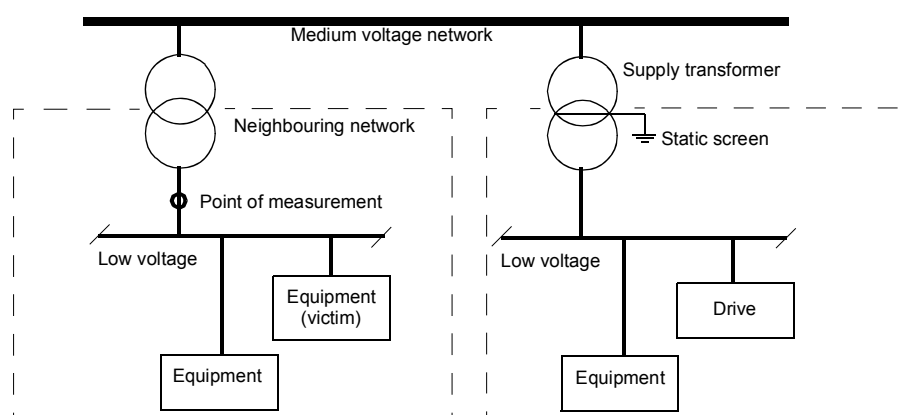 Medium voltage network
Supply transformer
Neighbouring network
Static screen
Point of measurement
Low voltage
Equipment
(victim)
Equipment
Low voltage
Drive
Equipment